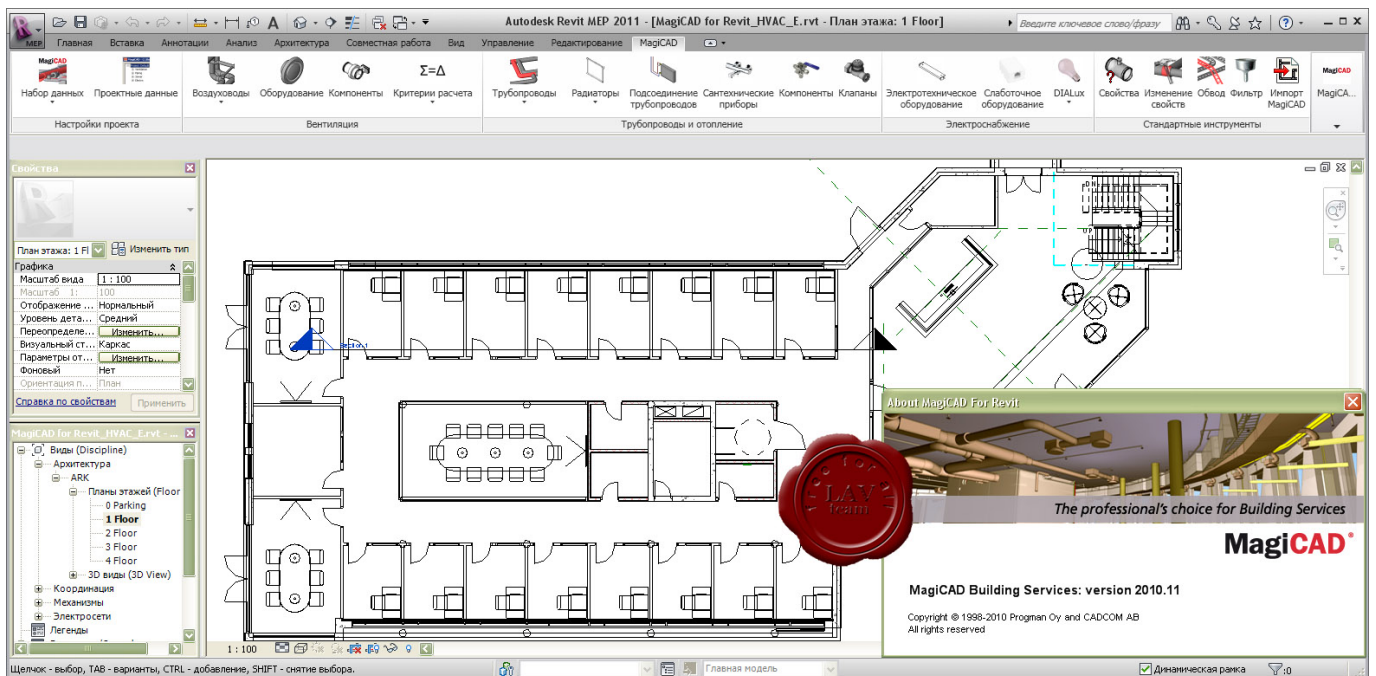 Autodesk Revit MEP 2011 - [MagiCAD for Revit_HVAC_E.rvt - План этажа: 1 Floor]
Введите ключевое слово/фразу
MEP Главная Вставка Аннотации Анализ Архитектура Совместная работа Вид Управление Редактирование MagiCAD
MagiCAD
MagiCAD
Σ=Δ
Набор данных Проектные данные Воздуховоды Оборудование Компоненты Критерии расчета Трубопроводы Радиаторы Подсоединение трубопроводов Сантехнические приборы Компоненты Клапаны Электротехническое оборудование Слаботочное оборудование DIALux Свойства Изменение свойств Обвод Фильтр Импорт MagiCAD MagiCA...
Настройки проекта Вентиляция Трубопроводы и отопление Электроснабжение Стандартные инструменты
Свойства
План этажа: 1 Fl Изменить тип
Графика
Масштаб вида 1 : 100
Масштаб 1: 100
Отображение ... Нормальный
Уровень дета... Средний
Переопределе... Изменить...
Визуальный ст... Каркас
Параметры от... Изменить...
Фоновый Нет
Ориентация п... План
Справка по свойствам Применить
MagiCAD for Revit_HVAC_E.rvt - ...
Виды (Discipline)
Архитектура
ARK
Планы этажей (Floor
0 Parking
1 Floor
2 Floor
3 Floor
4 Floor
3D виды (3D View)
Координация
Механизмы
Электросети
Легенды
Section 1
DN
UP
for
LAV
team
About MagiCAD For Revit
The professional's choice for Building Services
MagiCAD
MagiCAD Building Services: version 2010.11
Copyright © 1998-2010 Progman Oy and CADCOM AB
All rights reserved
1 : 100
Щелчок - выбор, TAB - варианты, CTRL - добавление, SHIFT - снятие выбора.
Главная модель
Динамическая рамка
:0